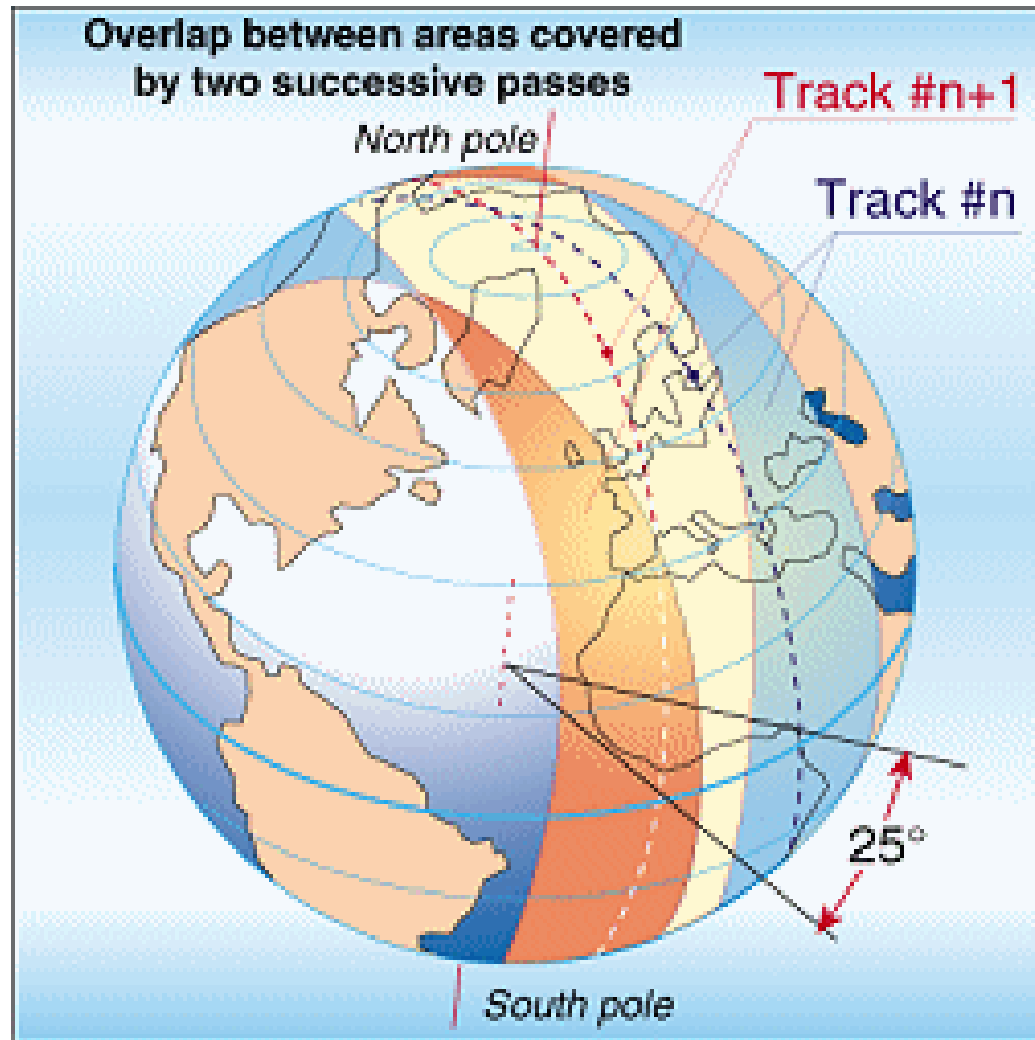 Overlap between areas covered
by two successive passes
North pole
Track #n+1
Track #n
25°
South pole